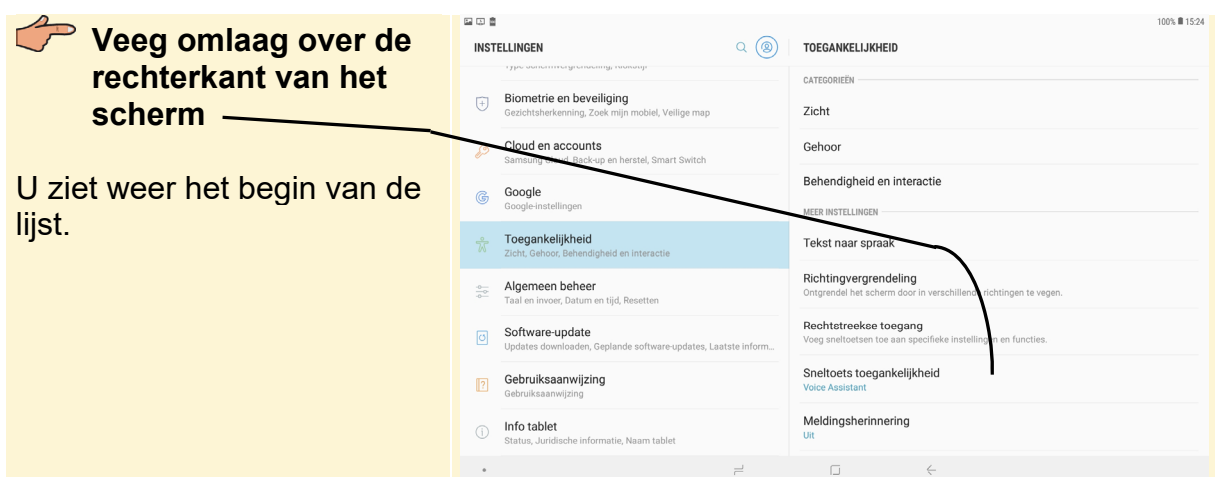 Veeg omlaag over de
rechterkant van het
scherm
U ziet weer het begin van de
lijst.
100% 15:24
INSTELLINGEN
Biometrie en beveiliging
Gezichtsherkenning, Zoek mijn mobiel, Veilige map
Cloud en accounts
Samsung Cloud, Back-up en herstel, Smart Switch
Google
Google-instellingen
Toegankelijkheid
Zicht, Gehoor, Behendigheid en interactie
Algemeen beheer
Taal en invoer, Datum en tijd, Resetten
Software-update
Updates downloaden, Geplande software-updates, Laatste inform...
Gebruiksaanwijzing
Gebruiksaanwijzing
Info tablet
Status, Juridische informatie, Naam tablet
TOEGANKELIJKHEID
CATEGORIEËN
Zicht
Gehoor
Behendigheid en interactie
MEER INSTELLINGEN
Tekst naar spraak
Richtingvergrendeling
Ontgrendel het scherm door in verschillende richtingen te vegen.
Rechtstreekse toegang
Voeg sneltoetsen toe aan specifieke instellingen en functies.
Sneltoets toegankelijkheid
Voice Assistant
Meldingsherinnering
Uit